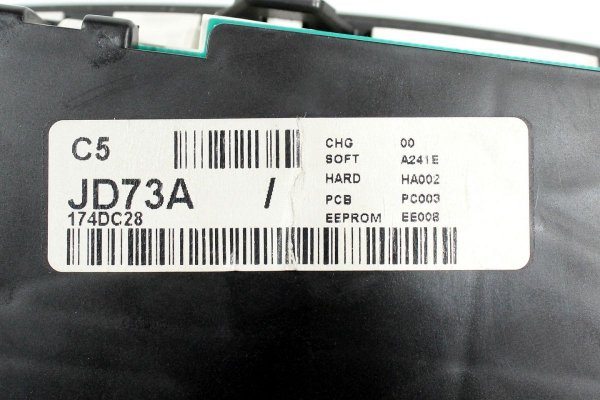 C5
JD73A /
174DC28
CHG 00
SOFT A241E
HARD HA002
PCB PC003
EEPROM EE008